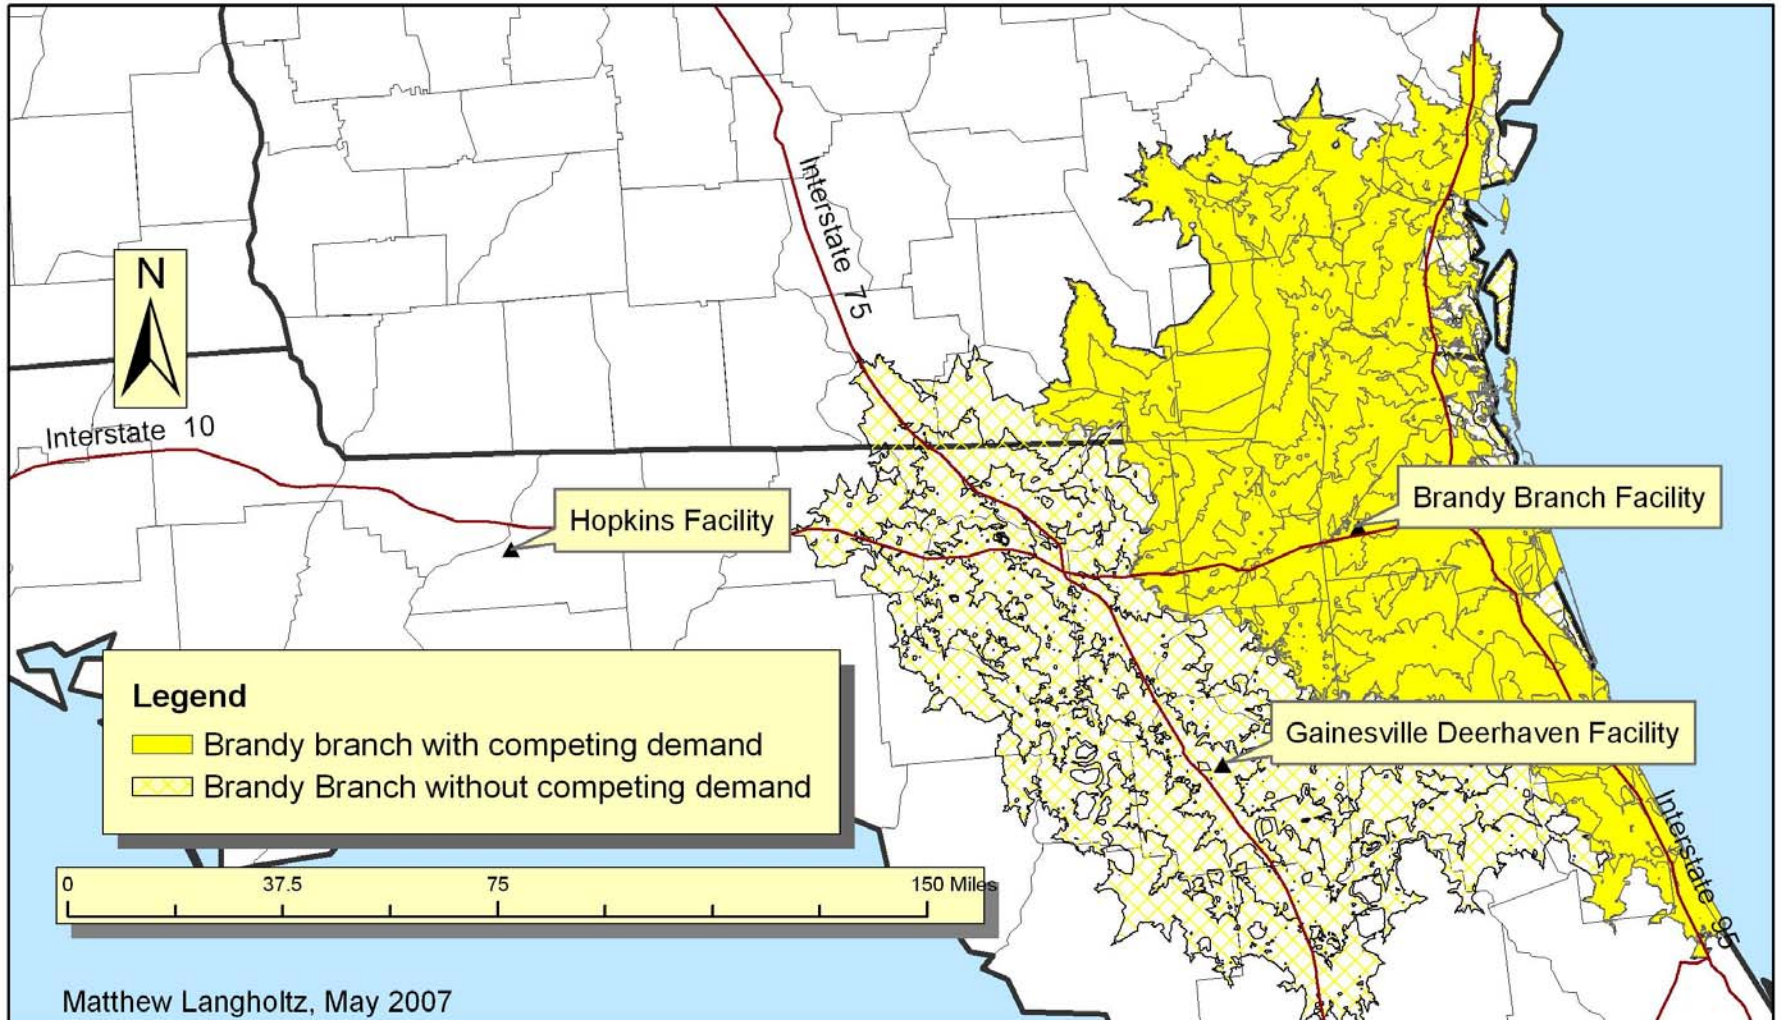 Interstate 75
N
Interstate 10
Brandy Branch Facility
Hopkins Facility
Gainesville Deerhaven Facility
Legend
Brandy branch with competing demand
Brandy Branch without competing demand
Interstate 95
0 37.5 75 150 Miles
Matthew Langholtz, May 2007